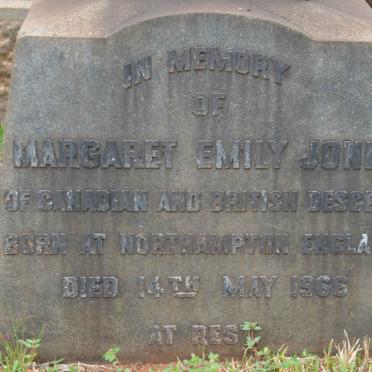 IN MEMORY
OF
MARGARET EMILY JONE
OF CANADIAN AND BRITISH DESCE
BORN AT NORTHAMPTON ENGLA
DIED 14TH MAY 1966
AT REST